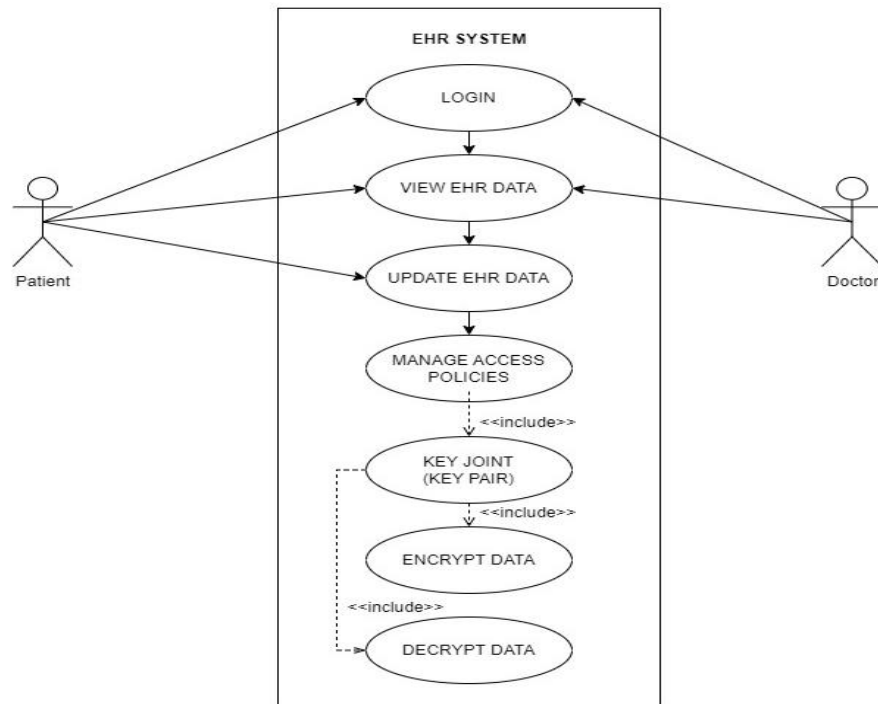 EHR SYSTEM
LOGIN
VIEW EHR DATA
Patient
UPDATE EHR DATA
Doctor
MANAGE ACCESS
POLICIES
<<include>>
KEY JOINT
(KEY PAIR)
<<include>>
ENCRYPT DATA
<<include>>
DECRYPT DATA